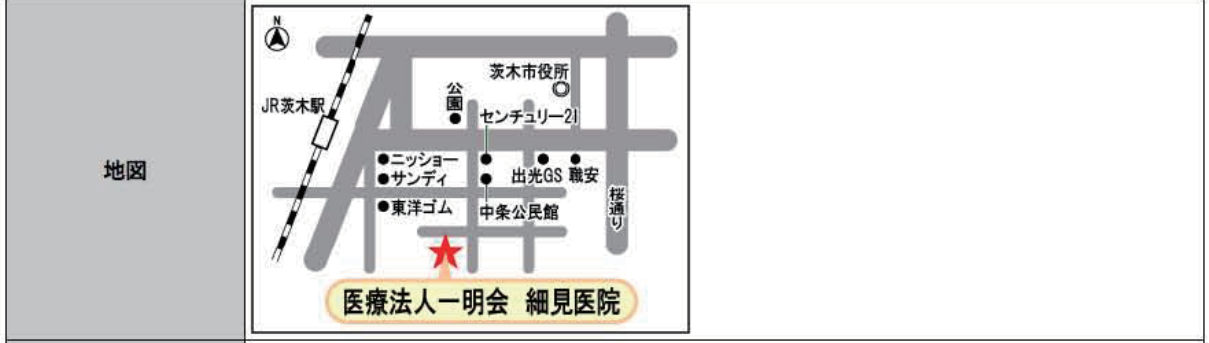 地図
N
茨木市役所
公園
JR茨木駅
センチュリー21
ニッショー
サンディ
出光GS
職安
東洋ゴム
中条公民館
桜通り
医療法人一明会 細見医院